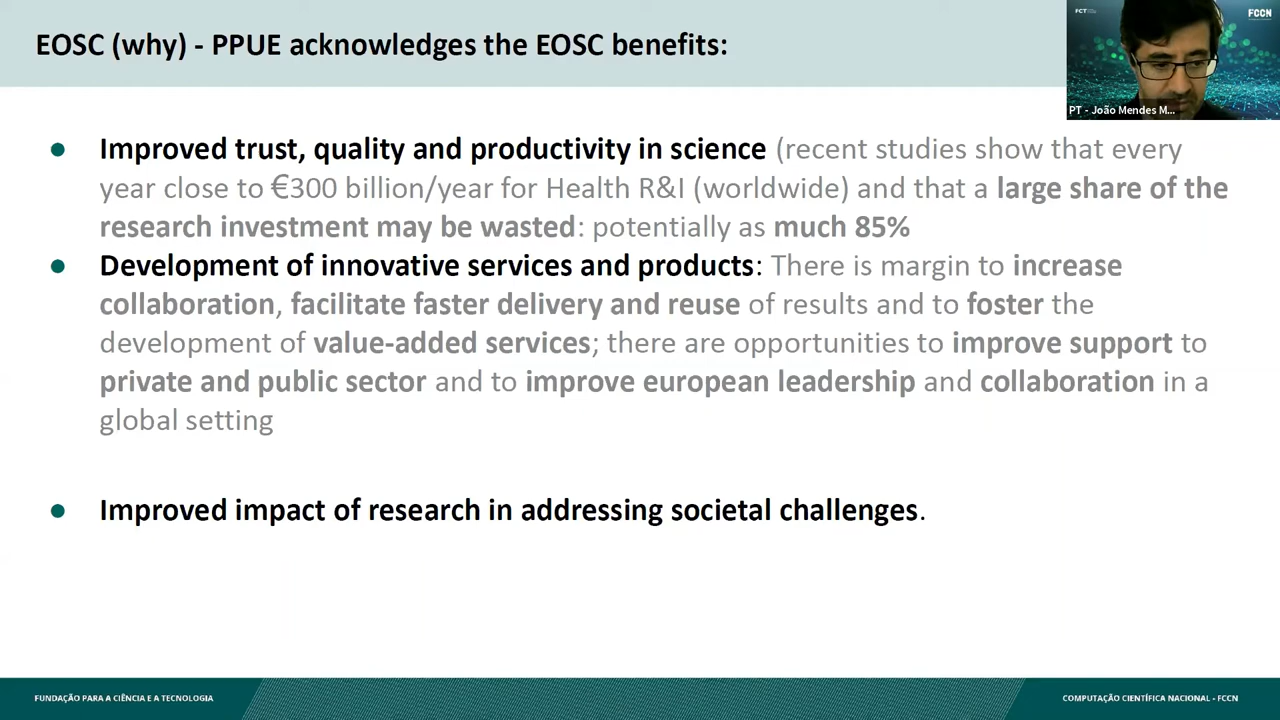 EOSC (why) - PPUE acknowledges the EOSC benefits:
FCT
FCCN
PT - João Mendes M...
● Improved trust, quality and productivity in science (recent studies show that every
year close to €300 billion/year for Health R&I (worldwide) and that a large share of the
research investment may be wasted: potentially as much 85%
● Development of innovative services and products: There is margin to increase
collaboration, facilitate faster delivery and reuse of results and to foster the
development of value-added services; there are opportunities to improve support to
private and public sector and to improve european leadership and collaboration in a
global setting
● Improved impact of research in addressing societal challenges.
FUNDAÇÃO PARA A CIÊNCIA E A TECNOLOGIA
COMPUTAÇÃO CIENTÍFICA NACIONAL - FCCN